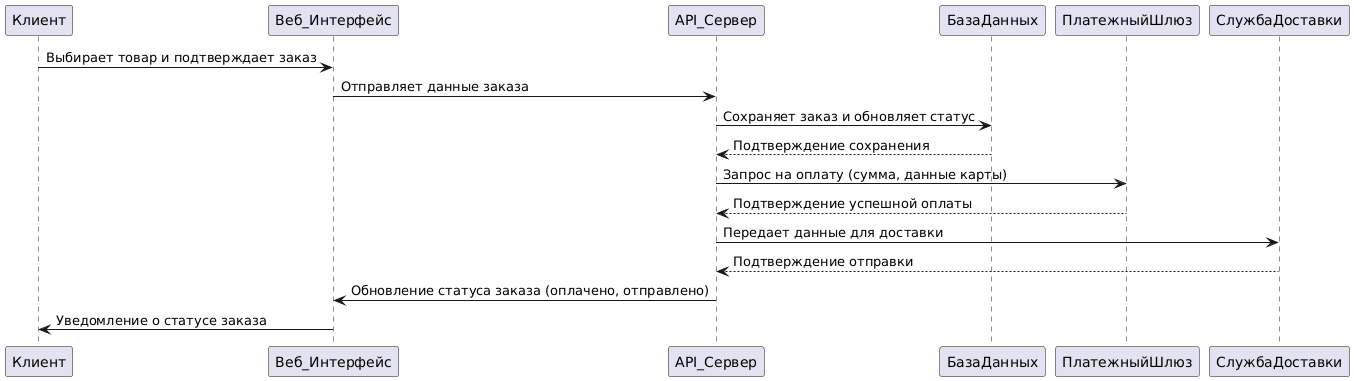 Клиент Веб_Интерфейс API_Сервер БазаДанных ПлатежныйШлюз СлужбаДоставки
Выбирает товар и подтверждает заказ
Отправляет данные заказа
Сохраняет заказ и обновляет статус
Подтверждение сохранения
Запрос на оплату (сумма, данные карты)
Подтверждение успешной оплаты
Передает данные для доставки
Подтверждение отправки
Обновление статуса заказа (оплачено, отправлено)
Уведомление о статусе заказа
Клиент Веб_Интерфейс API_Сервер БазаДанных ПлатежныйШлюз СлужбаДоставки